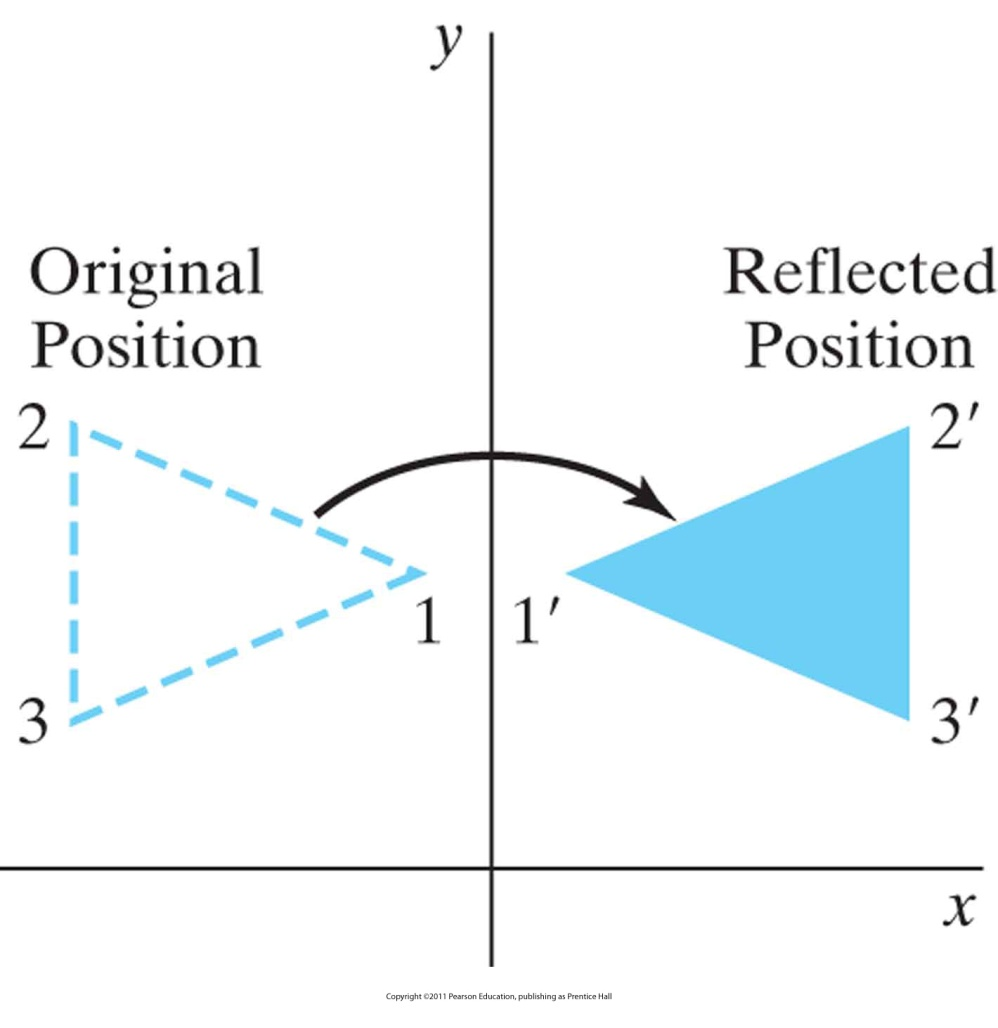 y
Original
Position
Reflected
Position
2
2′
1
1′
3
3′
x
Copyright ©2011 Pearson Education, publishing as Prentice Hall